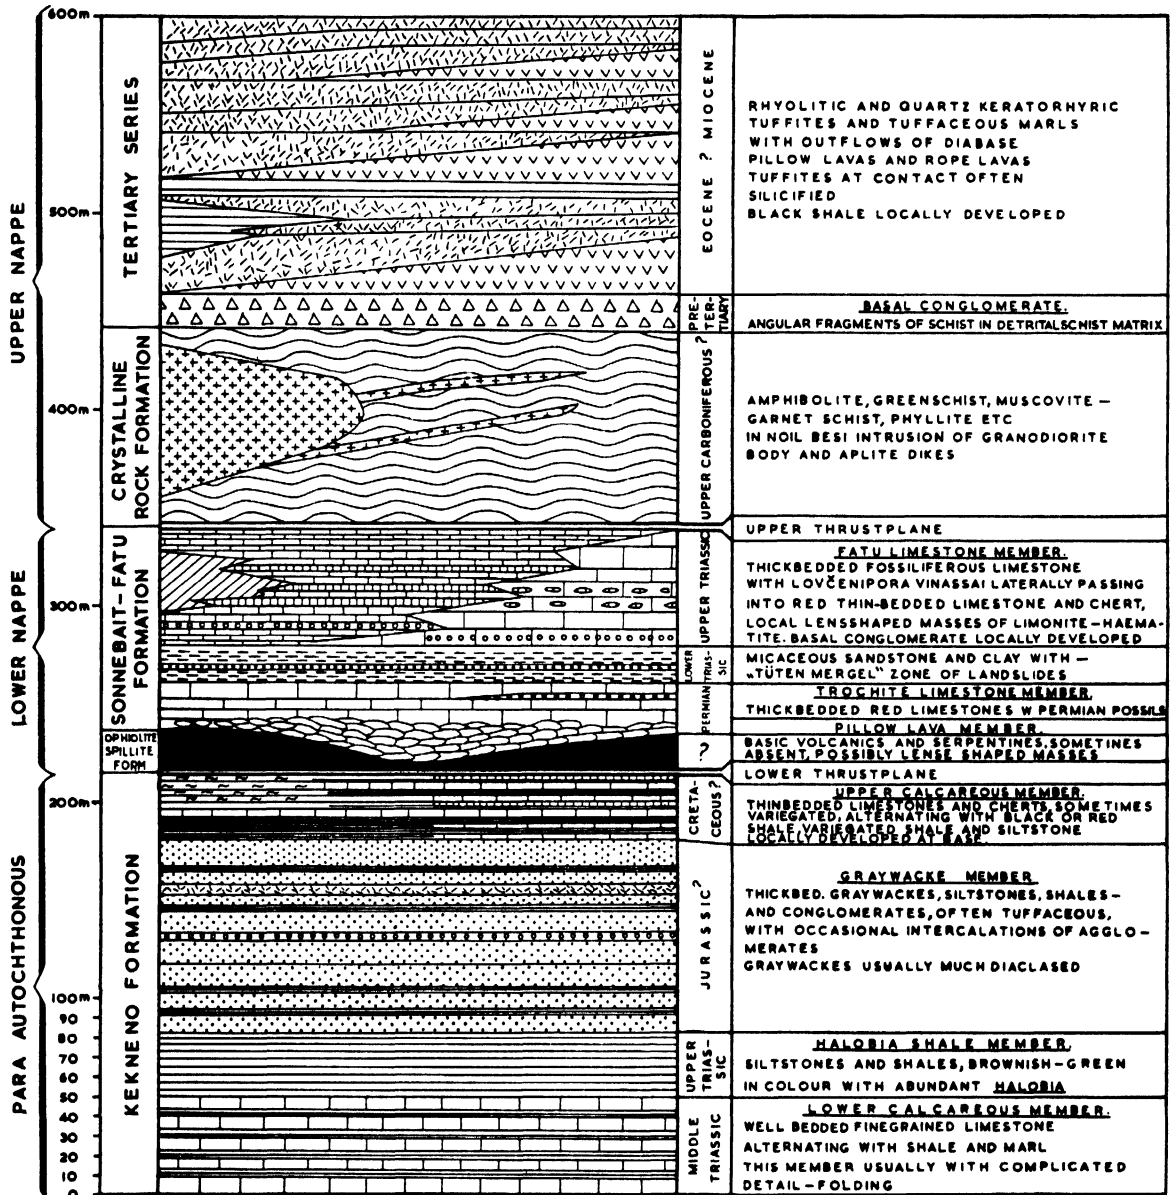 600m
500m
400m
300m
200m
100m
90
80
70
60
50
40
30
20
10
0
UPPER NAPPE
LOWER NAPPE
PARA AUTOCHTHONOUS
TERTIARY SERIES
CRYSTALLINE
ROCK FORMATION
SONNEBAIT-FATU
FORMATION
OPHIOLITE
SPILLITE
FORM
KEKNENO FORMATION
EOCENE ? MIOCENE
PRE-
TER-
TIARY
UPPER CARBONIFEROUS?
UPPER TRIASSIC
LOWER
TRIAS-
SIC
PERMIAN
?
CRETA-
CEOUS?
JURASSIC?
UPPER
TRIAS-
SIC
MIDDLE
TRIASSIC
RHYOLITIC AND QUARTZ KERATORHYRIC
TUFFITES AND TUFFACEOUS MARLS
WITH OUTFLOWS OF DIABASE
PILLOW LAVAS AND ROPE LAVAS
TUFFITES AT CONTACT OFTEN
SILICIFIED
BLACK SHALE LOCALLY DEVELOPED
BASAL CONGLOMERATE.
ANGULAR FRAGMENTS OF SCHIST IN DETRITALSCHIST MATRIX
AMPHIBOLITE, GREENSCHIST, MUSCOVITE-
GARNET SCHIST, PHYLLITE ETC
IN NOIL BESI INTRUSION OF GRANODIORITE
BODY AND APLITE DIKES
UPPER THRUSTPLANE
FATU LIMESTONE MEMBER.
THICKBEDDED FOSSILIFEROUS LIMESTONE
WITH LOVČENIPORA VINASSAI LATERALLY PASSING
INTO RED THIN-BEDDED LIMESTONE AND CHERT,
LOCAL LENSSHAPED MASSES OF LIMONITE-HAEMA-
TITE. BASAL CONGLOMERATE LOCALLY DEVELOPED
MICACEOUS SANDSTONE AND CLAY WITH -
„TÜTEN MERGEL" ZONE OF LANDSLIDES
TROCHITE LIMESTONE MEMBER.
THICKBEDDED RED LIMESTONES W PERMIAN POSSILS
PILLOW LAVA MEMBER.
BASIC VOLCANICS AND SERPENTINES, SOMETINES
ABSENT, POSSIBLY LENSE SHAPED MASSES
LOWER THRUSTPLANE
UPPER CALCAREOUS MEMBER.
THINBEDDED LIMESTONES AND CHERTS, SOMETIMES
VARIEGATED, ALTERNATING WITH BLACK OR RED
SHALE, VARIEGATED SHALE AND SILTSTONE
LOCALLY DEVELOPED AT BASE.
GRAYWACKE MEMBER
THICKBED. GRAYWACKES, SILTSTONES, SHALES-
AND CONGLOMERATES, OFTEN TUFFACEOUS,
WITH OCCASIONAL INTERCALATIONS OF AGGLO-
MERATES
GRAYWACKES USUALLY MUCH DIACLASED
HALOBIA SHALE MEMBER.
SILTSTONES AND SHALES, BROWNISH-GREEN
IN COLOUR WITH ABUNDANT HALOBIA
LOWER CALCAREOUS MEMBER.
WELL BEDDED FINEGRAINED LIMESTONE
ALTERNATING WITH SHALE AND MARL
THIS MEMBER USUALLY WITH COMPLICATED
DETAIL-FOLDING